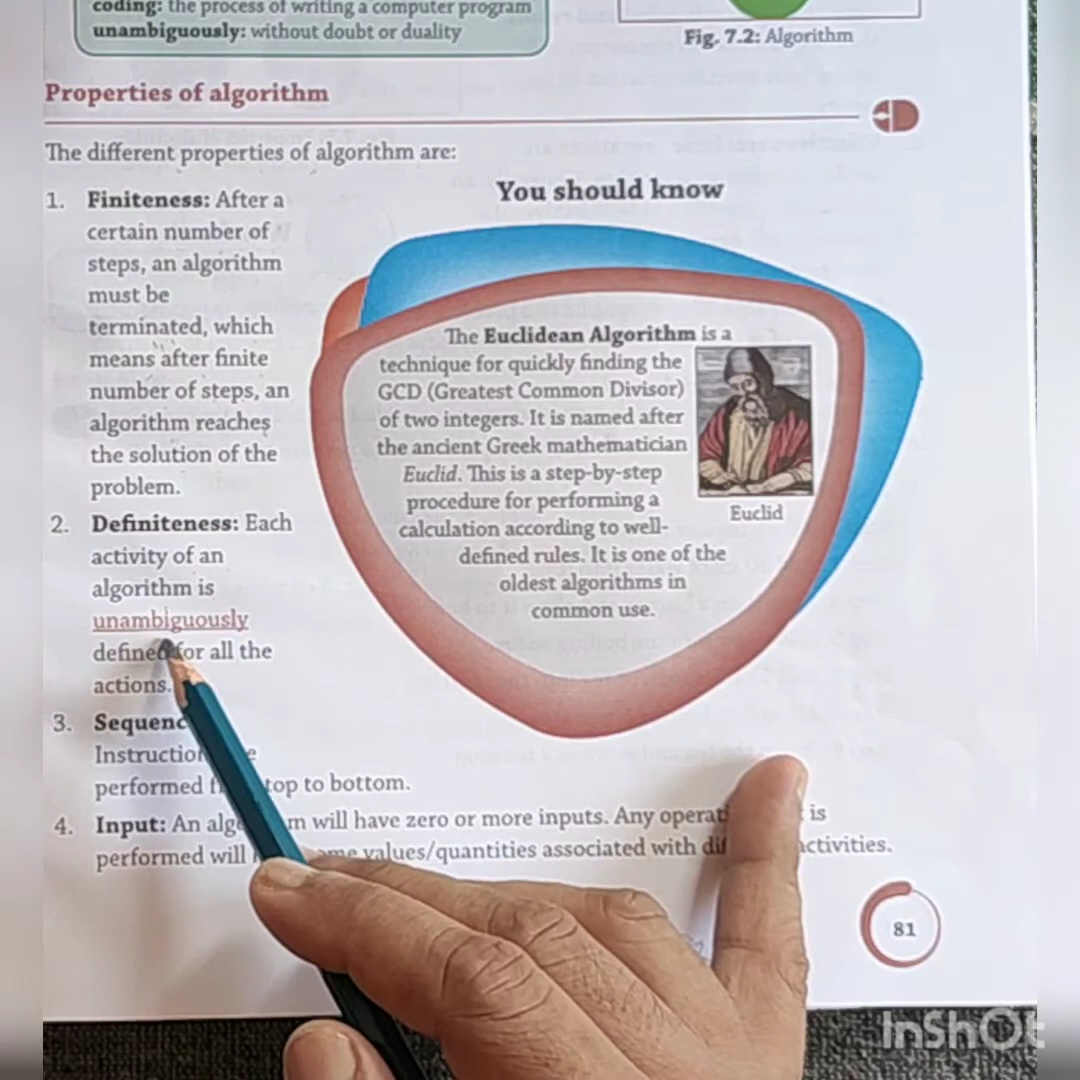 coding: the process of writing a computer program
unambiguously: without doubt or duality
Fig. 7.2: Algorithm
Properties of algorithm
The different properties of algorithm are:
1. Finiteness: After a
certain number of
steps, an algorithm
must be
terminated, which
means after finite
number of steps, an
algorithm reaches
the solution of the
problem.
2. Definiteness: Each
activity of an
algorithm is
unambiguously
defined for all the
actions.
3.
performed top to bottom.
4. Input: An will have zero or more inputs. Any is
performed will values/quantities associated with
You should know
The Euclidean Algorithm is a
technique for quickly finding the
GCD (Greatest Common Divisor)
of two integers. It is named after
the ancient Greek mathematician
Euclid. This is a step-by-step
procedure for performing a
calculation according to well-
defined rules. It is one of the
oldest algorithms in
common use.
Euclid
81
InShOt